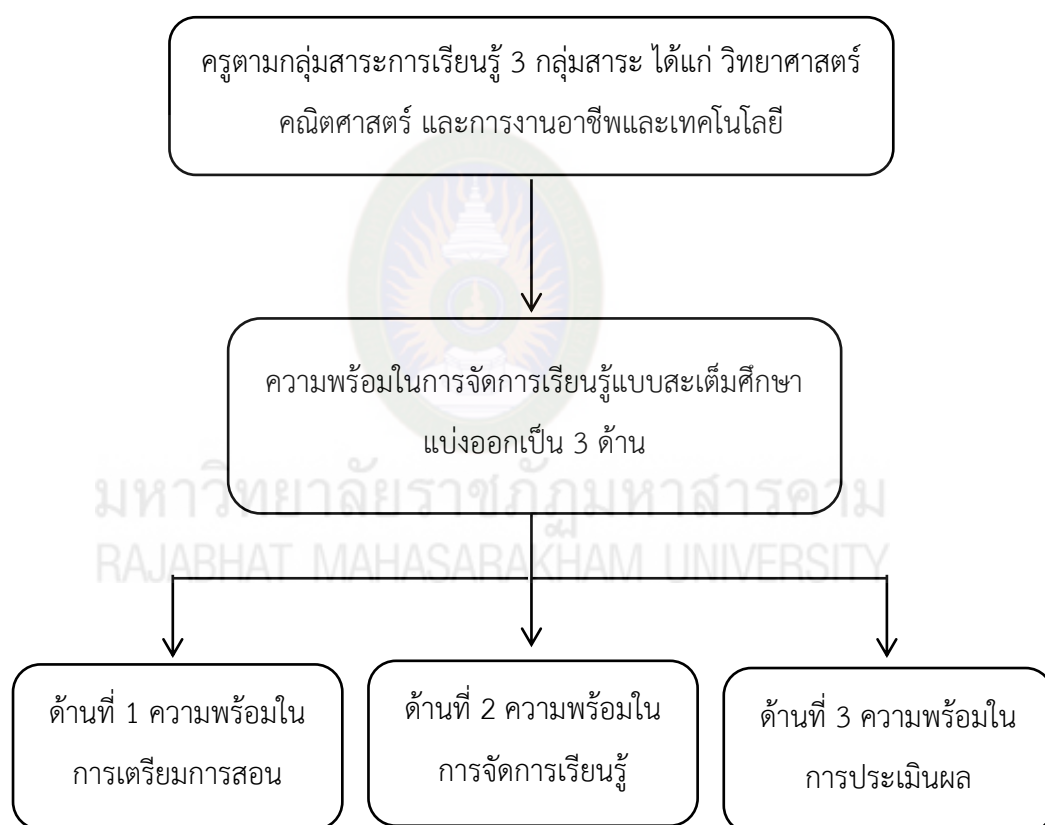 ครูตามกลุ่มสาระการเรียนรู้ 3 กลุ่มสาระ ได้แก่ วิทยาศาสตร์
คณิตศาสตร์ และการงานอาชีพและเทคโนโลยี
ความพร้อมในการจัดการเรียนรู้แบบสะเต็มศึกษา
แบ่งออกเป็น 3 ด้าน
มหาวิทยาลัยราชภัฏมหาสารคาม
RAJABHAT MAHASARAKHAM UNIVERSITY
ด้านที่ 1 ความพร้อมใน
การเตรียมการสอน
ด้านที่ 2 ความพร้อมใน
การจัดการเรียนรู้
ด้านที่ 3 ความพร้อมใน
การประเมินผล